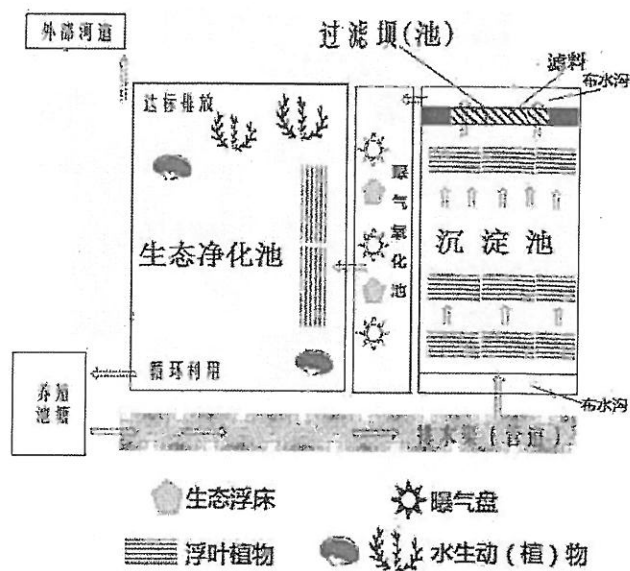 外部河道
过滤坝(池)
滤料
布水沟
达标排放
曝气氧化池
生态净化池
沉淀池
循环利用
养殖池塘
布水沟
排水渠(管道)
生态浮床
曝气盘
浮叶植物
水生动(植)物